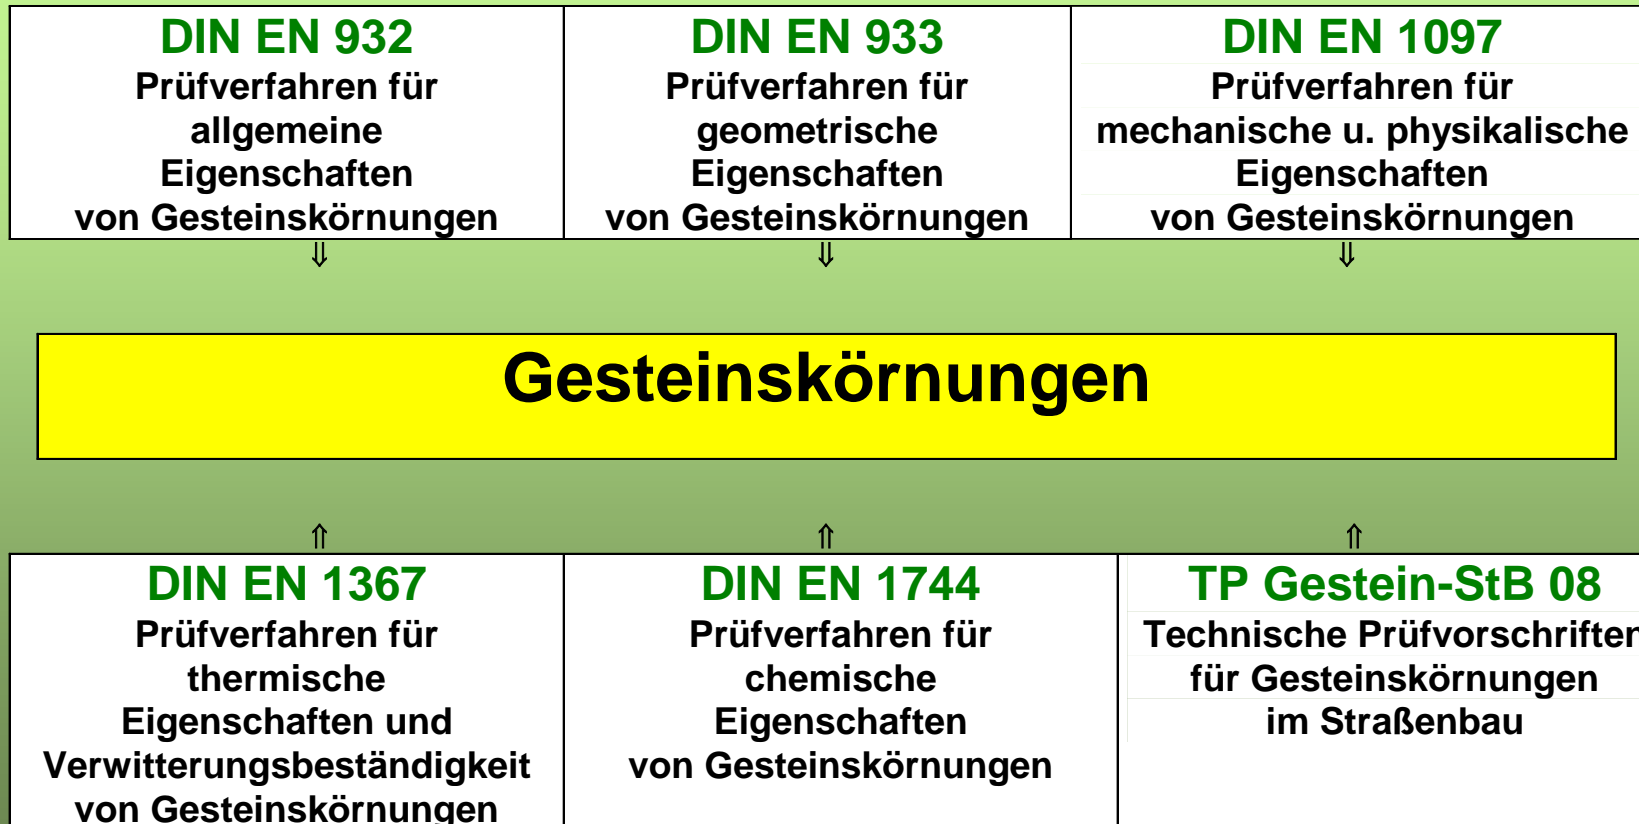 DIN EN 932
Prüfverfahren für
allgemeine
Eigenschaften
von Gesteinskörnungen
DIN EN 933
Prüfverfahren für
geometrische
Eigenschaften
von Gesteinskörnungen
DIN EN 1097
Prüfverfahren für
mechanische u. physikalische
Eigenschaften
von Gesteinskörnungen
⇓ ⇓ ⇓
Gesteinskörnungen
⇑ ⇑ ⇑
DIN EN 1367
Prüfverfahren für
thermische
Eigenschaften und
Verwitterungsbeständigkeit
von Gesteinskörnungen
DIN EN 1744
Prüfverfahren für
chemische
Eigenschaften
von Gesteinskörnungen
TP Gestein-StB 08
Technische Prüfvorschriften
für Gesteinskörnungen
im Straßenbau